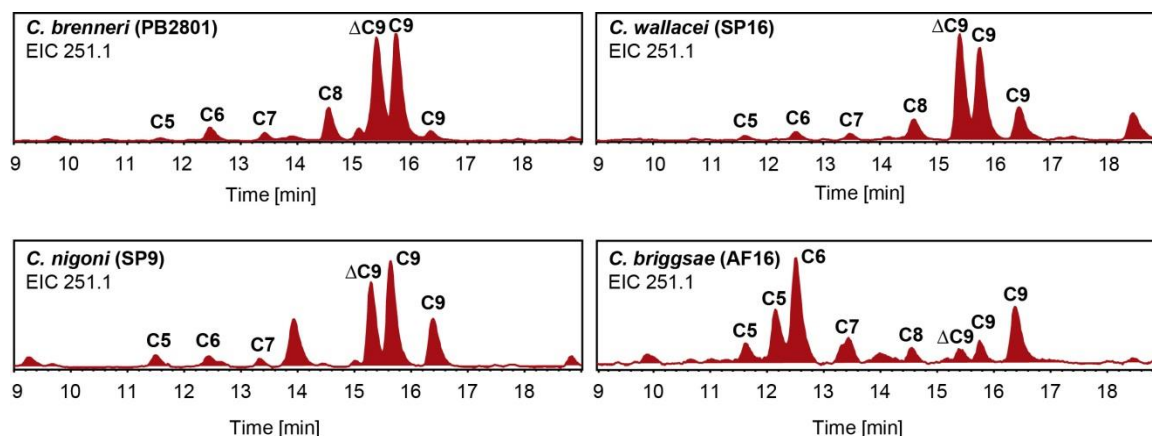 C. brenneri (PB2801)
EIC 251.1
C5 C6 C7 C8 ΔC9 C9 C9
9 10 11 12 13 14 15 16 17 18
Time [min]
C. wallacei (SP16)
EIC 251.1
C5 C6 C7 C8 ΔC9 C9 C9
9 10 11 12 13 14 15 16 17 18
Time [min]
C. nigoni (SP9)
EIC 251.1
C5 C6 C7 ΔC9 C9 C9
9 10 11 12 13 14 15 16 17 18
Time [min]
C. briggsae (AF16)
EIC 251.1
C5 C5 C6 C7 C8 ΔC9 C9 C9
9 10 11 12 13 14 15 16 17 18
Time [min]